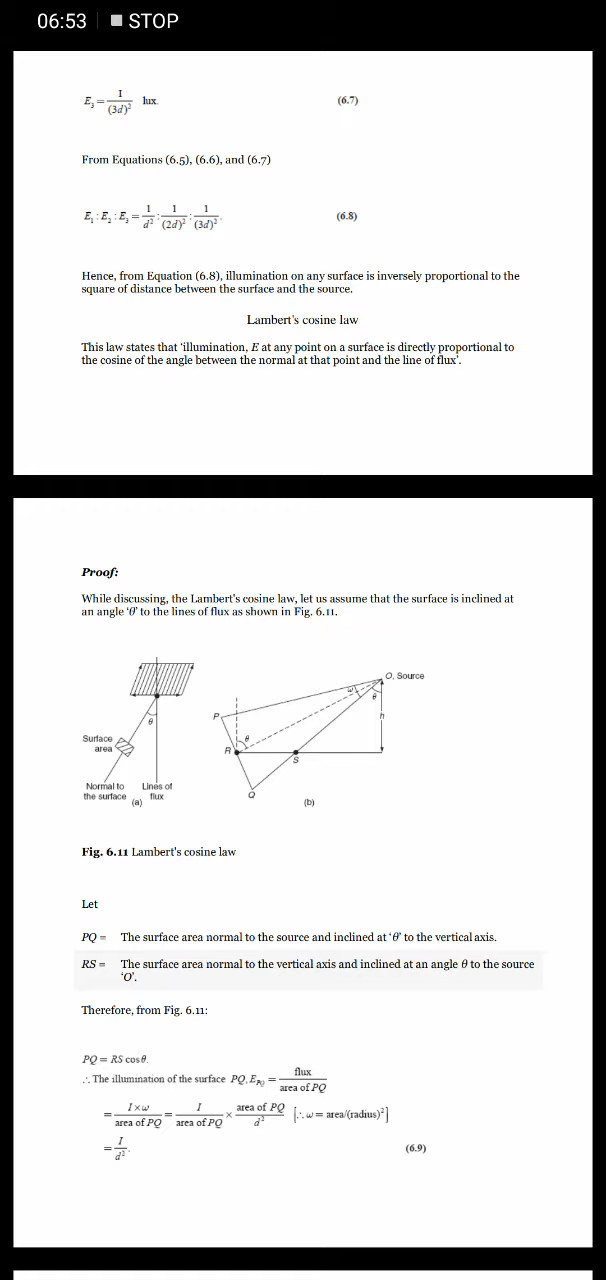 06:53 STOP
E₃ = I/(3d)² lux. (6.7)
From Equations (6.5), (6.6), and (6.7)
E₁ : E₂ : E₃ = 1/d² : 1/(2d)² : 1/(3d)². (6.8)
Hence, from Equation (6.8), illumination on any surface is inversely proportional to the
square of distance between the surface and the source.
Lambert's cosine law
This law states that 'illumination, E at any point on a surface is directly proportional to
the cosine of the angle between the normal at that point and the line of flux'.
Proof:
While discussing, the Lambert's cosine law, let us assume that the surface is inclined at
an angle 'θ' to the lines of flux as shown in Fig. 6.11.
θ
Surface
area
Normal to
the surface
Lines of
flux
(a)
O, Source
ω
θ
h
P
θ
R
S
Q
(b)
Fig. 6.11 Lambert's cosine law
Let
PQ = The surface area normal to the source and inclined at 'θ' to the vertical axis.
RS = The surface area normal to the vertical axis and inclined at an angle θ to the source
'O'.
Therefore, from Fig. 6.11:
PQ = RS cos θ.
∴ The illumination of the surface PQ, E_PQ = flux/area of PQ
= I × ω/area of PQ = I/area of PQ × area of PQ/d² [∴ ω = area/(radius)²]
= I/d². (6.9)